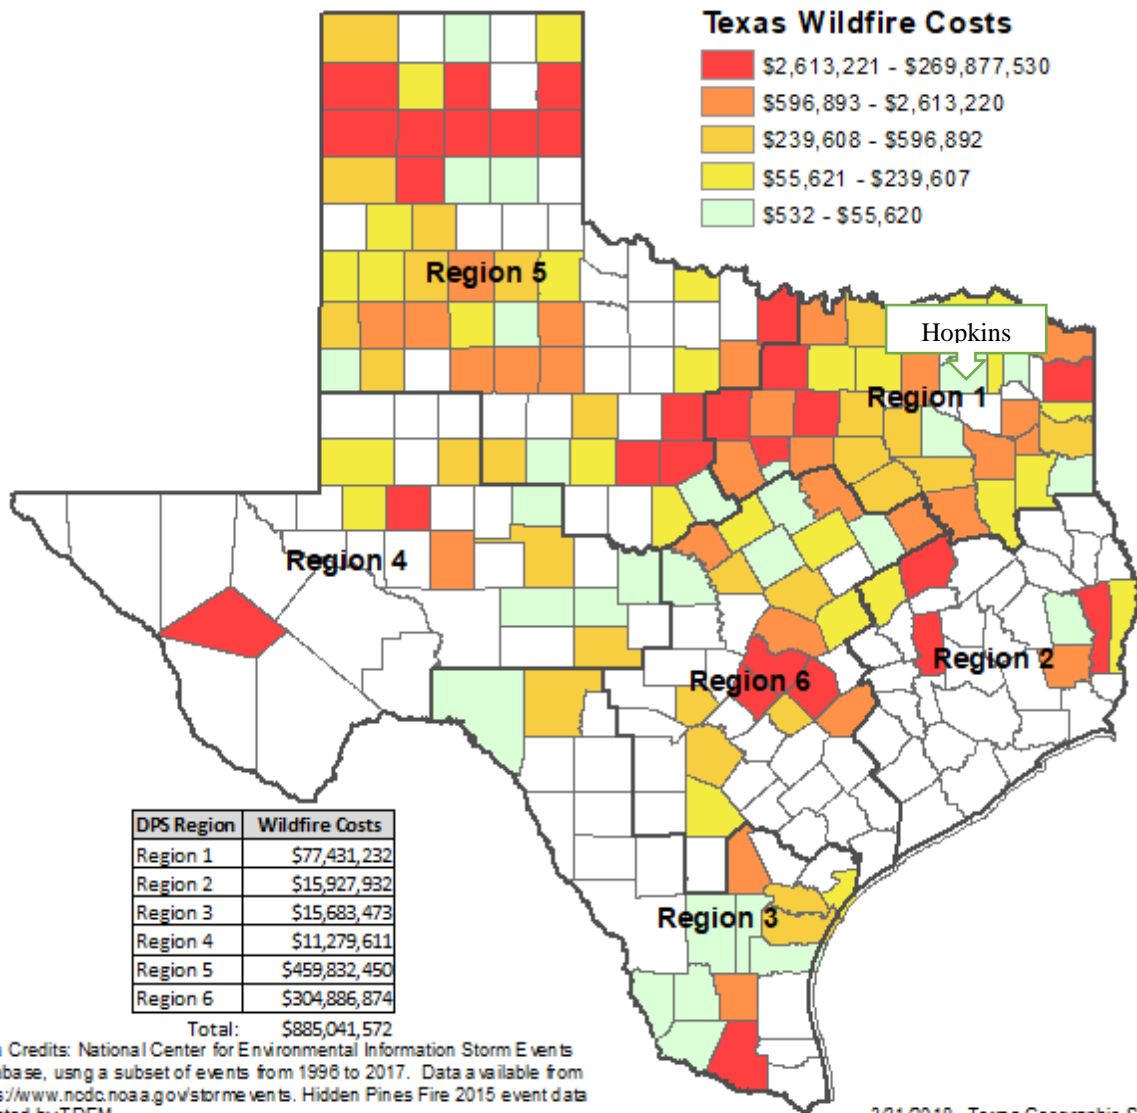 Texas Wildfire Costs
$2,613,221 - $269,877,530
$596,893 - $2,613,220
$239,608 - $596,892
$55,621 - $239,607
$532 - $55,620
Region 5
Hopkins
Region 1
Region 4
Region 2
Region 6
Region 3
DPS Region Wildfire Costs
Region 1 $77,431,232
Region 2 $15,927,932
Region 3 $15,683,473
Region 4 $11,279,611
Region 5 $459,832,450
Region 6 $304,886,874
Total: $885,041,572
Credits: National Center for Environmental Information Storm Events
base, usng a subset of events from 1996 to 2017. Data available from
s://www.nodc.noaa.gov/stormevents. Hidden Pines Fire 2015 event data